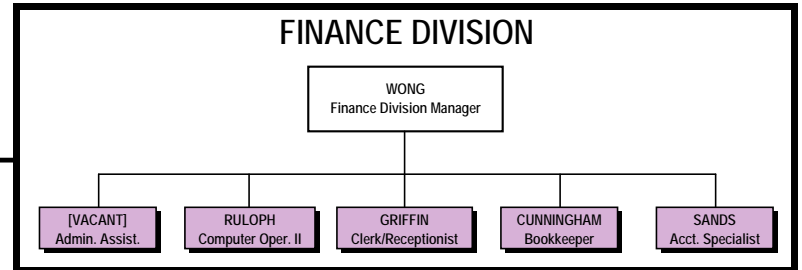 FINANCE DIVISION
WONG
Finance Division Manager
[VACANT]
Admin. Assist.
RULOPH
Computer Oper. II
GRIFFIN
Clerk/Receptionist
CUNNINGHAM
Bookkeeper
SANDS
Acct. Specialist